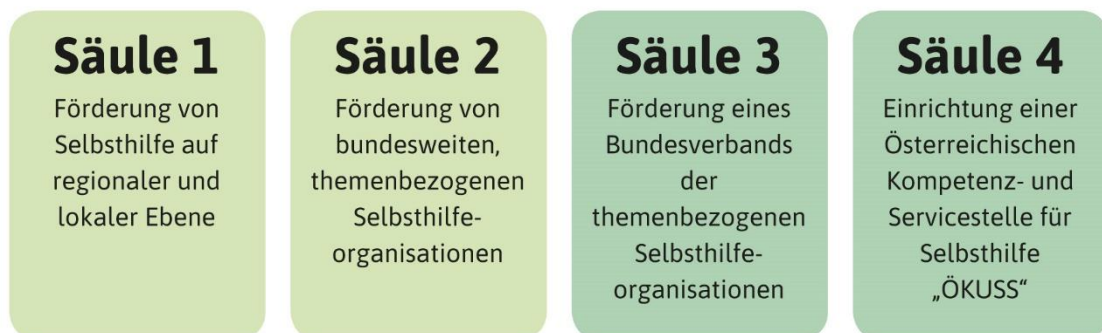 Säule 1
Förderung von
Selbsthilfe auf
regionaler und
lokaler Ebene
Säule 2
Förderung von
bundesweiten,
themenbezogenen
Selbsthilfe-
organisationen
Säule 3
Förderung eines
Bundesverbands
der
themenbezogenen
Selbsthilfe-
organisationen
Säule 4
Einrichtung einer
Österreichischen
Kompetenz- und
Servicestelle für
Selbsthilfe
„ÖKUSS“